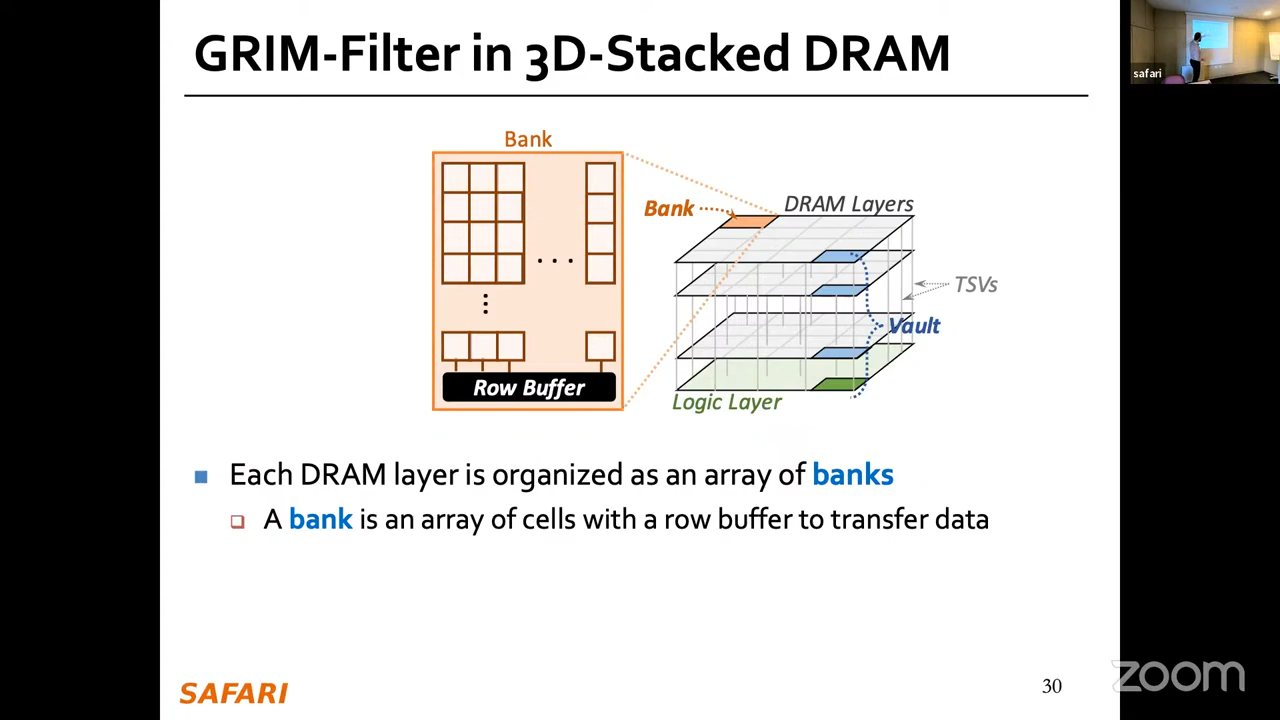 GRIM-Filter in 3D-Stacked DRAM
safari
Bank
Bank
DRAM Layers
TSVs
Vault
Row Buffer
Logic Layer
Each DRAM layer is organized as an array of banks
A bank is an array of cells with a row buffer to transfer data
SAFARI
30
zoom